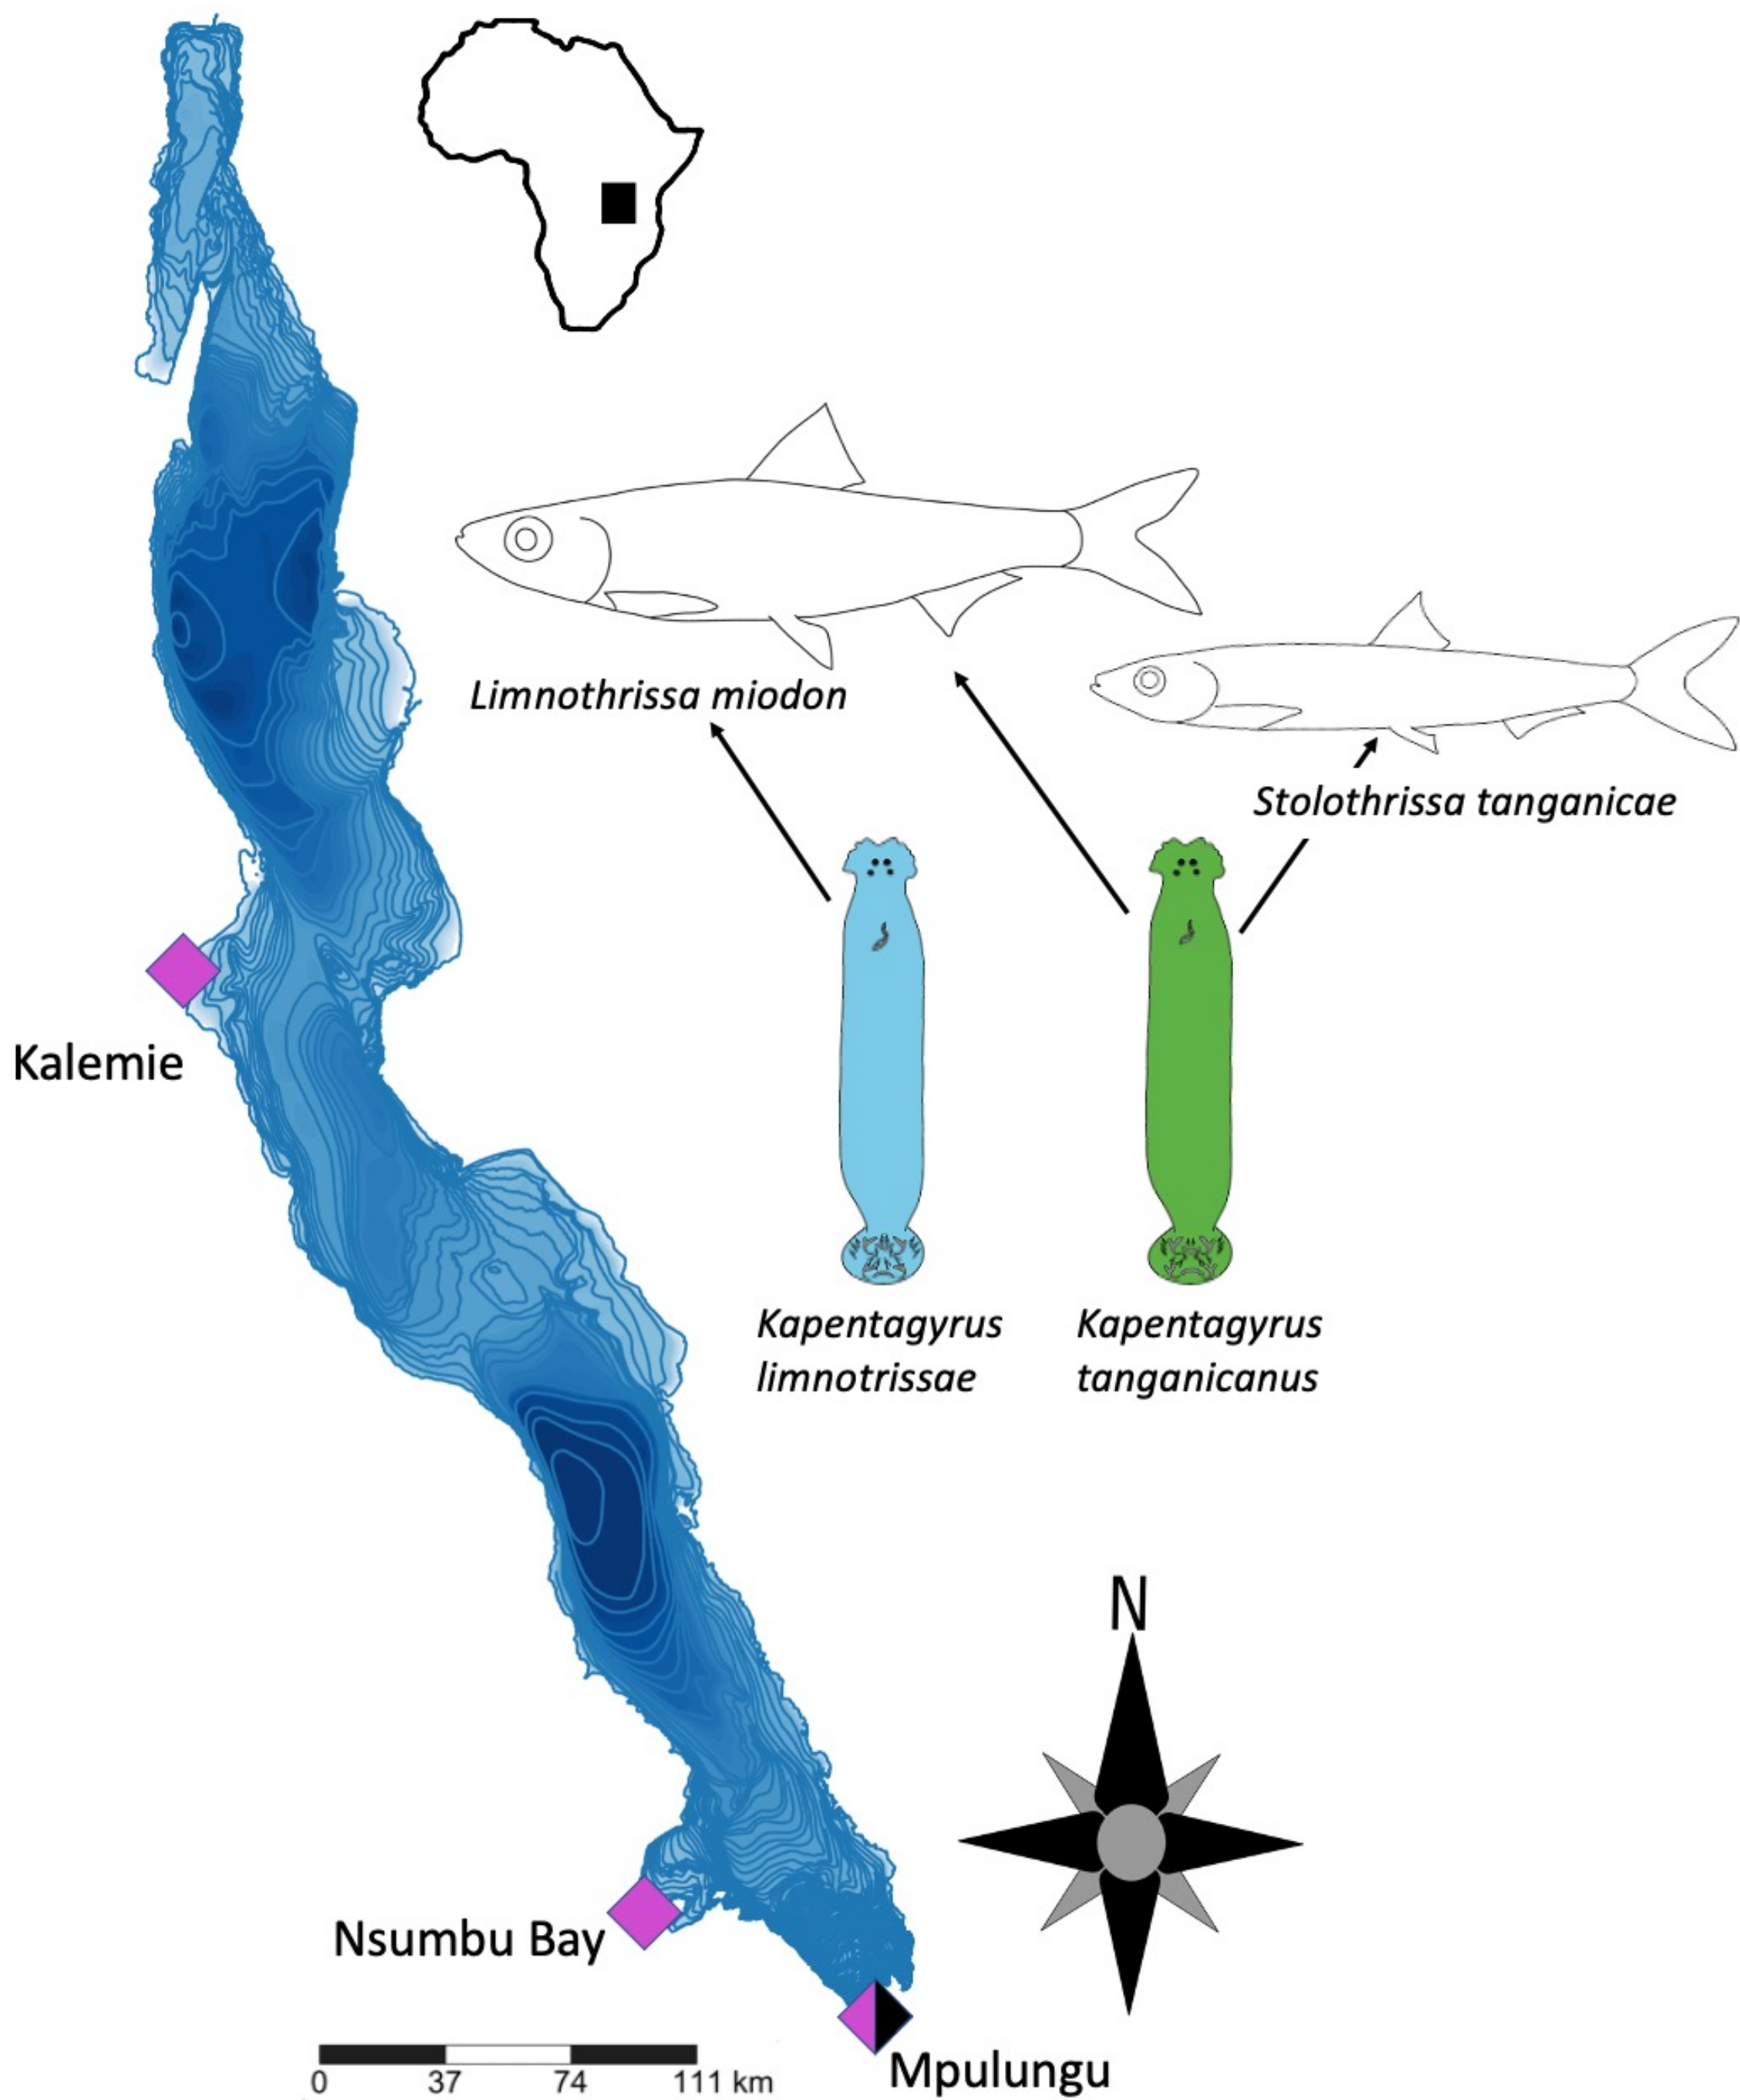 Limnothrissa miodon
Stolothrissa tanganicae
Kalemie
Kapentagyrus
limnotrissae
Kapentagyrus
tanganicanus
N
Nsumbu Bay
Mpulungu
0 37 74 111 km